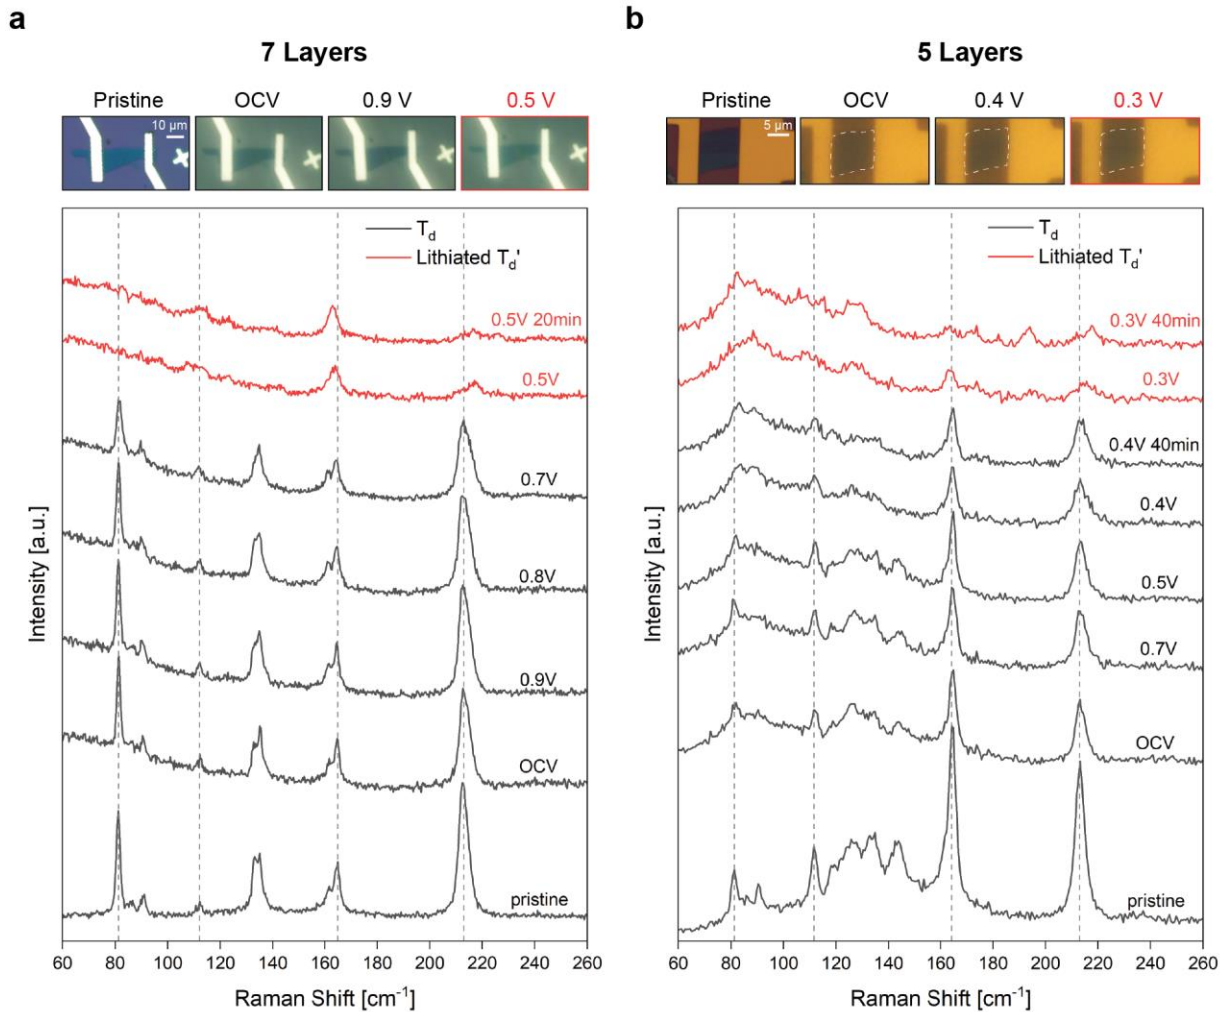 a
7 Layers
Pristine OCV 0.9 V 0.5 V
10 µm
T_d
Lithiated T_d'
0.5V 20min
0.5V
0.7V
0.8V
0.9V
OCV
pristine
Intensity [a.u.]
60 80 100 120 140 160 180 200 220 240 260
Raman Shift [cm⁻¹]
b
5 Layers
Pristine OCV 0.4 V 0.3 V
5 µm
T_d
Lithiated T_d'
0.3V 40min
0.3V
0.4V 40min
0.4V
0.5V
0.7V
OCV
pristine
Intensity [a.u.]
60 80 100 120 140 160 180 200 220 240 260
Raman Shift [cm⁻¹]